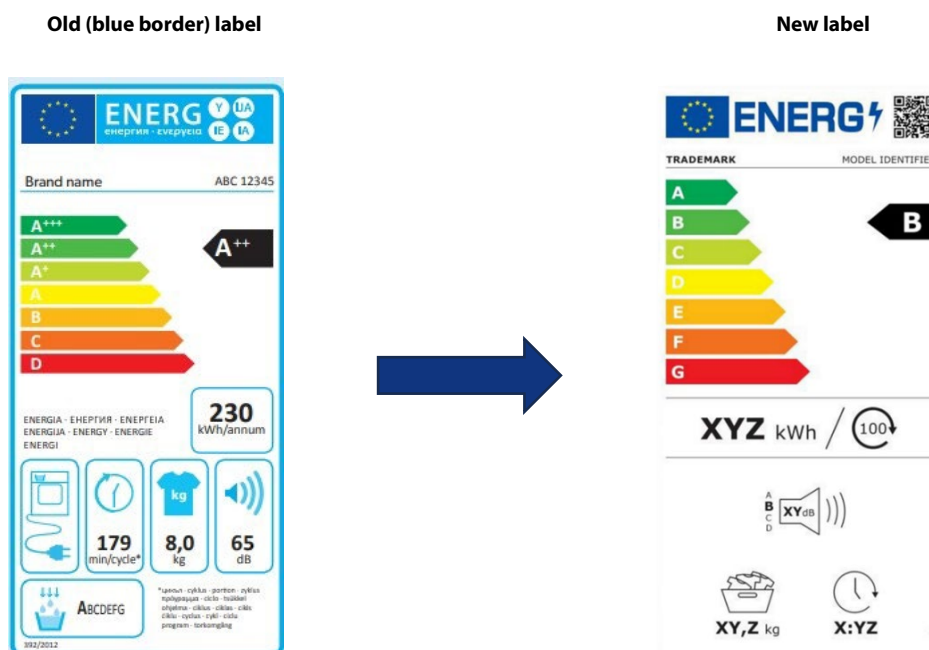 Old (blue border) label
New label
ENERG Y UA
енергия · ενεργεια IE IA
Brand name
ABC 12345
A+++
A++
A+
A
B
C
D
A++
ENERGIA · ЕНЕРГИЯ · ΕΝΕΡΓΕΙΑ
ENERGIJA · ENERGY · ENERGIE
ENERGI
230
kWh/annum
kg
179
min/cycle*
8,0
kg
65
dB
ABCDEFG
392/2012
ENERG
TRADEMARK
MODEL IDENTIFIE
A
B
C
D
E
F
G
B
XYZ kWh / 100
A
B
C
D
XYdB
XY,Z kg
X:YZ